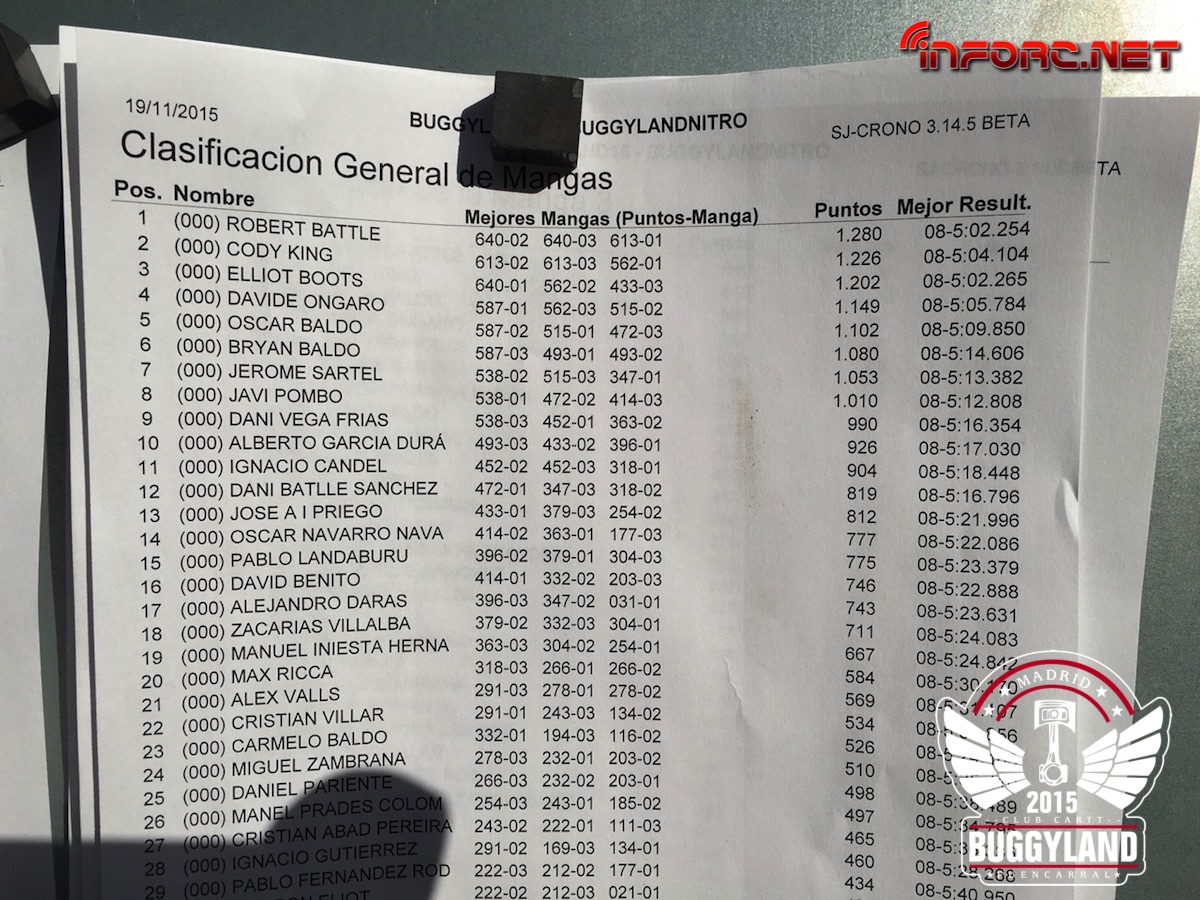 inFORC.NET
19/11/2015 BUGGYLANDNITRO SJ-CRONO 3.14.5 BETA
Clasificacion General de Mangas
TA
Pos. Nombre Mejores Mangas (Puntos-Manga) Puntos Mejor Result.
1 (000) ROBERT BATTLE 640-02 640-03 613-01 1.280 08-5:02.254
2 (000) CODY KING 613-02 613-03 562-01 1.226 08-5:04.104
3 (000) ELLIOT BOOTS 640-01 562-02 433-03 1.202 08-5:02.265
4 (000) DAVIDE ONGARO 587-01 562-03 515-02 1.149 08-5:05.784
5 (000) OSCAR BALDO 587-02 515-01 472-03 1.102 08-5:09.850
6 (000) BRYAN BALDO 587-03 493-01 493-02 1.080 08-5:14.606
7 (000) JEROME SARTEL 538-02 515-03 347-01 1.053 08-5:13.382
8 (000) JAVI POMBO 538-01 472-02 414-03 1.010 08-5:12.808
9 (000) DANI VEGA FRIAS 538-03 452-01 363-02 990 08-5:16.354
10 (000) ALBERTO GARCIA DURÁ 493-03 433-02 396-01 926 08-5:17.030
11 (000) IGNACIO CANDEL 452-02 452-03 318-01 904 08-5:18.448
12 (000) DANI BATLLE SANCHEZ 472-01 347-03 318-02 819 08-5:16.796
13 (000) JOSE A I PRIEGO 433-01 379-03 254-02 812 08-5:21.996
14 (000) OSCAR NAVARRO NAVA 414-02 363-01 177-03 777 08-5:22.086
15 (000) PABLO LANDABURU 396-02 379-01 304-03 775 08-5:23.379
16 (000) DAVID BENITO 414-01 332-02 203-03 746 08-5:22.888
17 (000) ALEJANDRO DARAS 396-03 347-02 031-01 743 08-5:23.631
18 (000) ZACARIAS VILLALBA 379-02 332-03 304-01 711 08-5:24.083
19 (000) MANUEL INIESTA HERNA 363-03 304-02 254-01 667 08-5:24.842
20 (000) MAX RICCA 318-03 266-01 266-02 584 08-5:30.170
21 (000) ALEX VALLS 291-03 278-01 278-02 569
22 (000) CRISTIAN VILLAR 291-01 243-03 134-02 534
23 (000) CARMELO BALDO 332-01 194-03 116-02 526
24 (000) MIGUEL ZAMBRANA 278-03 232-01 203-02 510
25 (000) DANIEL PARIENTE 266-03 232-02 203-01 498
26 (000) MANEL PRADES COLOM 254-03 243-01 185-02 497
27 (000) CRISTIAN ABAD PEREIRA 243-02 222-01 111-03 465
28 (000) IGNACIO GUTIERREZ 291-02 169-03 134-01 460 08-5:28.268
29 (000) PABLO FERNANDEZ ROD 222-03 212-02 177-01 434 08-5:40.950
222-02 212-03 021-01
MADRID
2015
CLUB CARTT
BUGGYLAND
FUENCARRAL